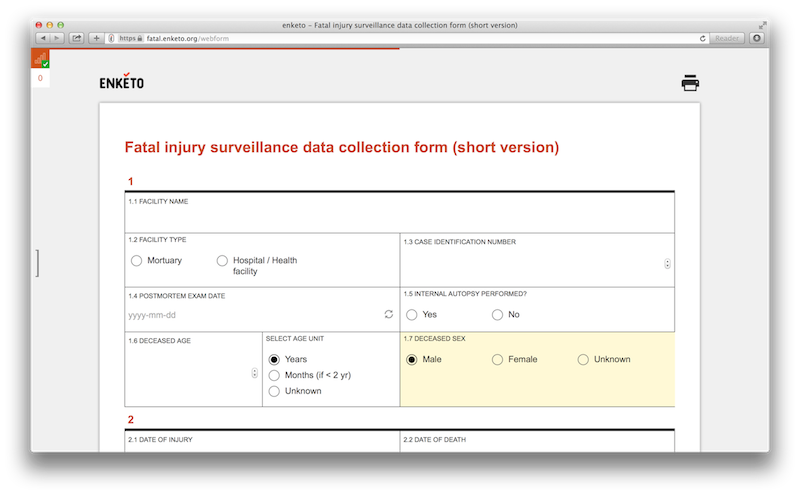 enketo – Fatal injury surveillance data collection form (short version)
https fatal.enketo.org/webform
Reader
0
ENKETO
Fatal injury surveillance data collection form (short version)
1
1.1 FACILITY NAME
1.2 FACILITY TYPE
Mortuary
Hospital / Health
facility
1.3 CASE IDENTIFICATION NUMBER
1.4 POSTMORTEM EXAM DATE
yyyy-mm-dd
1.5 INTERNAL AUTOPSY PERFORMED?
Yes No
1.6 DECEASED AGE
SELECT AGE UNIT
Years
Months (if < 2 yr)
Unknown
1.7 DECEASED SEX
Male Female Unknown
2
2.1 DATE OF INJURY
2.2 DATE OF DEATH